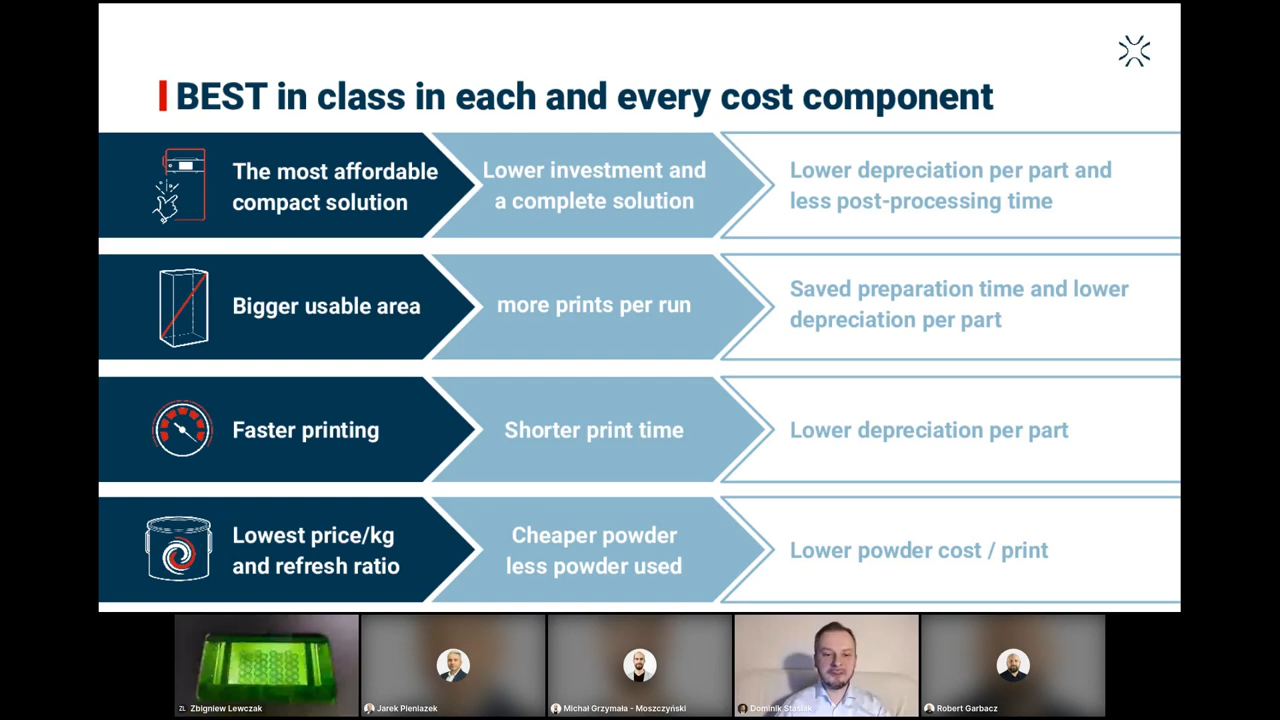 BEST in class in each and every cost component
The most affordable
compact solution
Lower investment and
a complete solution
Lower depreciation per part and
less post-processing time
Bigger usable area
more prints per run
Saved preparation time and lower
depreciation per part
Faster printing
Shorter print time
Lower depreciation per part
Lowest price/kg
and refresh ratio
Cheaper powder
less powder used
Lower powder cost / print
ZL Zbigniew Lewczak
Jarek Pieniazek
Michał Grzymała - Moszczyński
Dominik Stasiak
Robert Garbacz